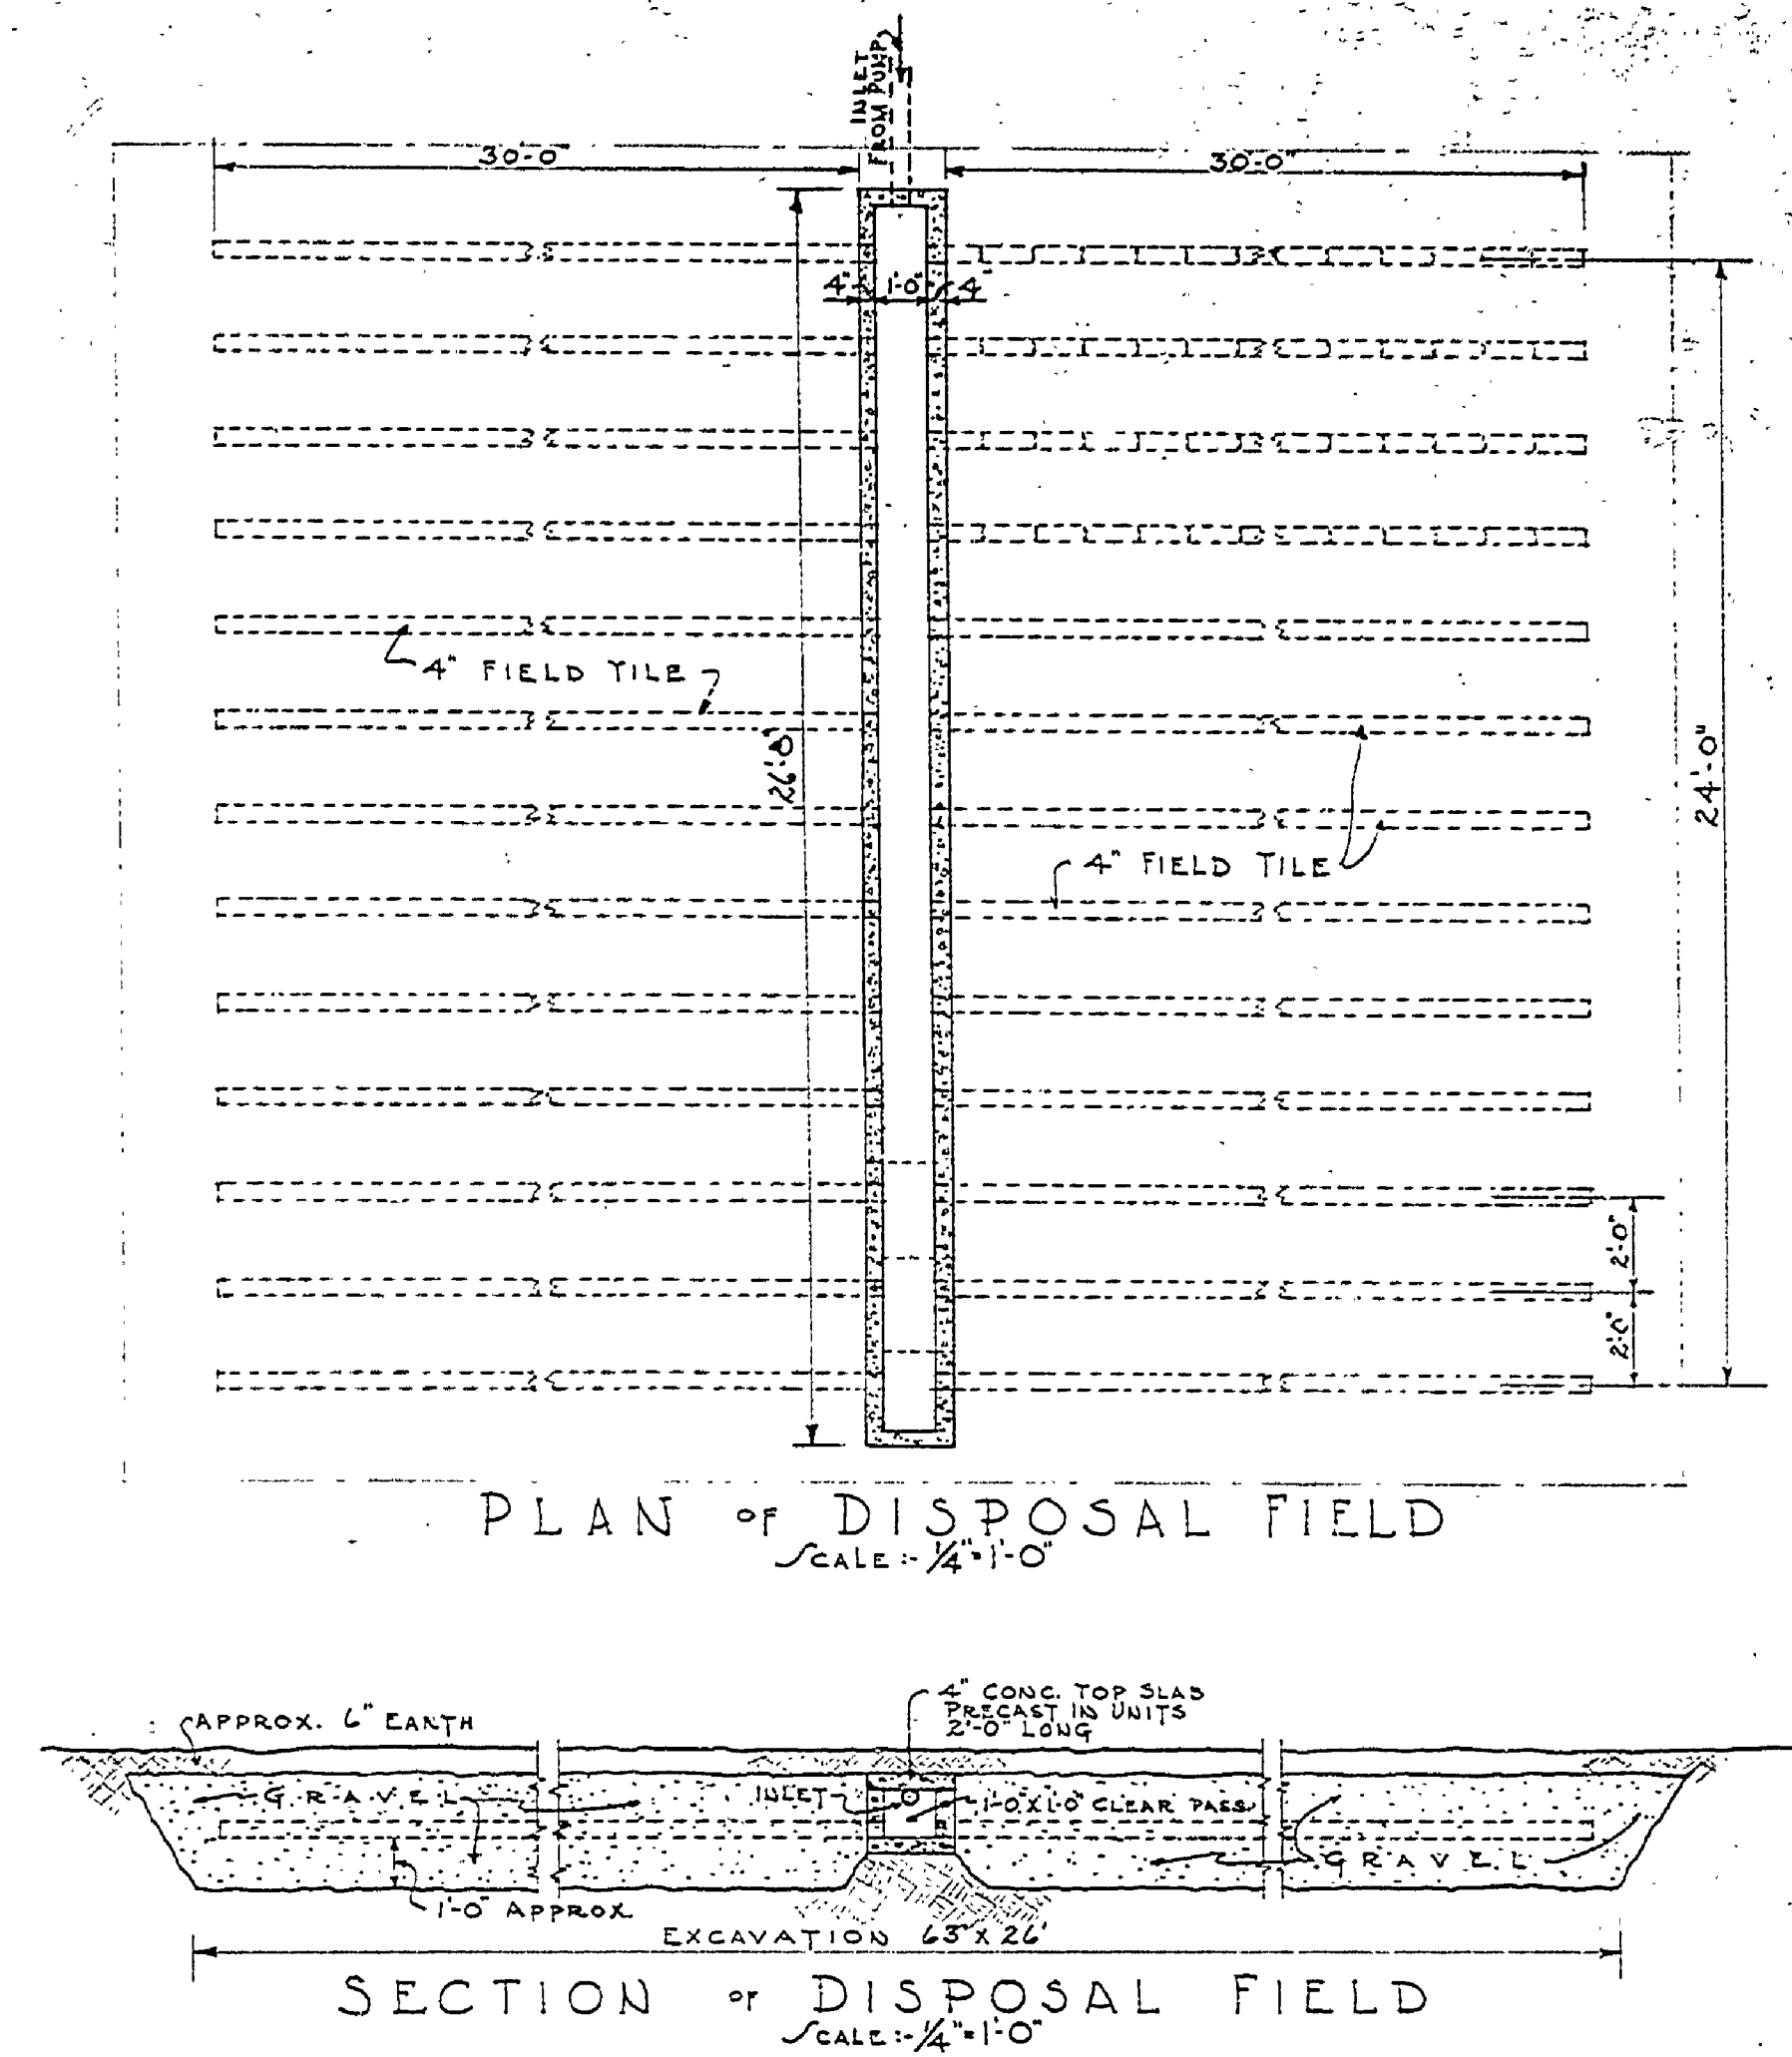 INLET
FROM PUMP
30-0
30-0"
4"
1-0"
4"
4" FIELD TILE
26'-8"
24'-0"
4" FIELD TILE
2'-0"
2'-0"
PLAN OF DISPOSAL FIELD
SCALE:- 1/4"=1'-0"
4" CONC. TOP SLAB
PRECAST IN UNITS
2'-0" LONG
APPROX. 6" EARTH
GRAVEL
INLET
1-0"X1-0" CLEAR PASS.
GRAVEL
1'-0" APPROX.
EXCAVATION 63'X26'
SECTION OF DISPOSAL FIELD
SCALE:- 1/4"=1'-0"